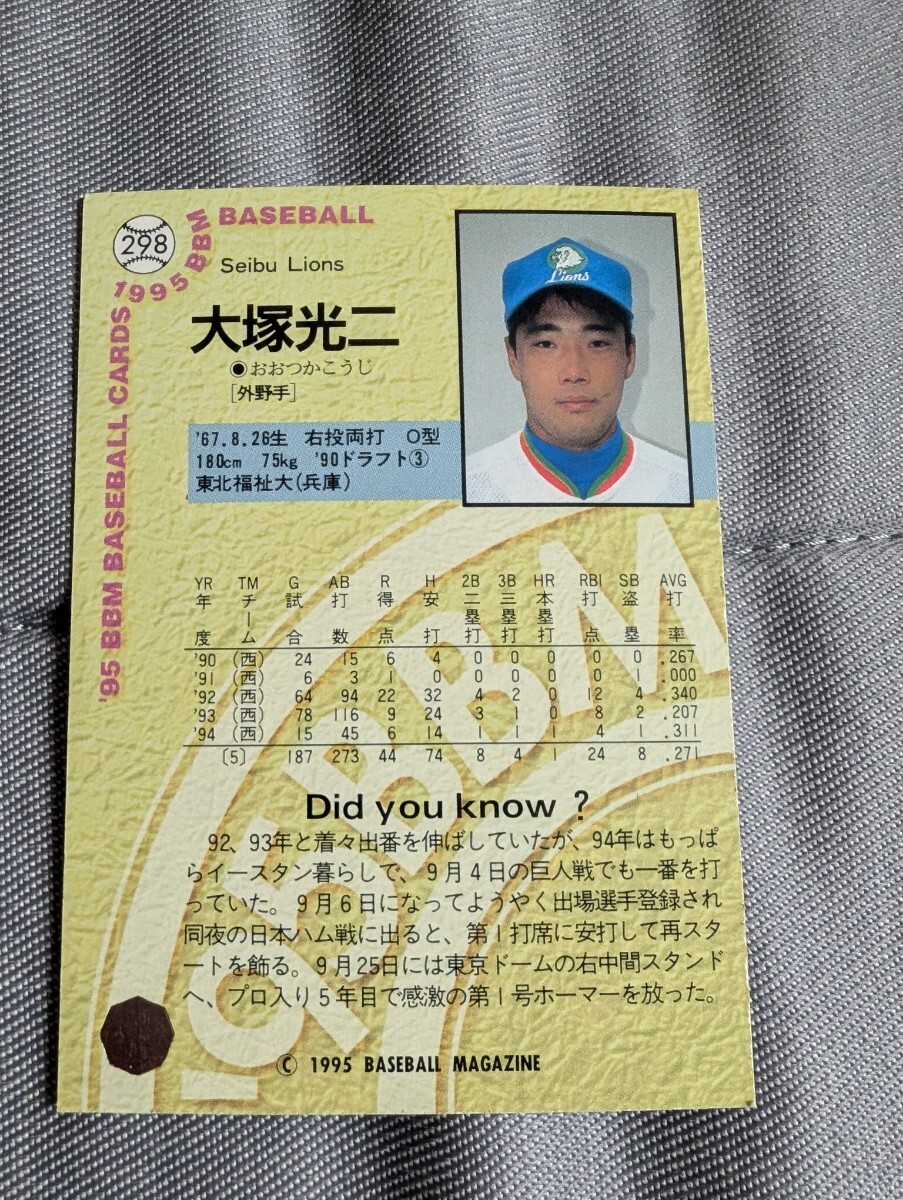 298
1995 BBM BASEBALL
'95 BBM BASEBALL CARDS
Seibu Lions
大塚光二
●おおつかこうじ
[外野手]
Lions
'67.8.26生 右投両打 O型
180cm 75kg '90ドラフト③
東北福祉大(兵庫)
YR TM G AB R H 2B 3B HR RBI SB AVG
年度 チーム 試合 打数 得点 安打 二塁打 三塁打 本塁打 打点 盗塁 打率
'90 (西) 24 15 6 4 0 0 0 0 0 .267
'91 (西) 6 3 1 0 0 0 0 0 1 .000
'92 (西) 64 94 22 32 4 2 0 12 4 .340
'93 (西) 78 116 9 24 3 1 0 8 2 .207
'94 (西) 15 45 6 14 1 1 1 4 1 .311
〔5〕 187 273 44 74 8 4 1 24 8 .271
Did you know ?
92、93年と着々出番を伸ばしていたが、94年はもっぱ
らイースタン暮らしで、9月4日の巨人戦でも一番を打
っていた。9月6日になってようやく出場選手登録され
同夜の日本ハム戦に出ると、第1打席に安打して再スタ
ートを飾る。9月25日には東京ドームの右中間スタンド
へ、プロ入り5年目で感激の第1号ホーマーを放った。
'95 BBM
© 1995 BASEBALL MAGAZINE